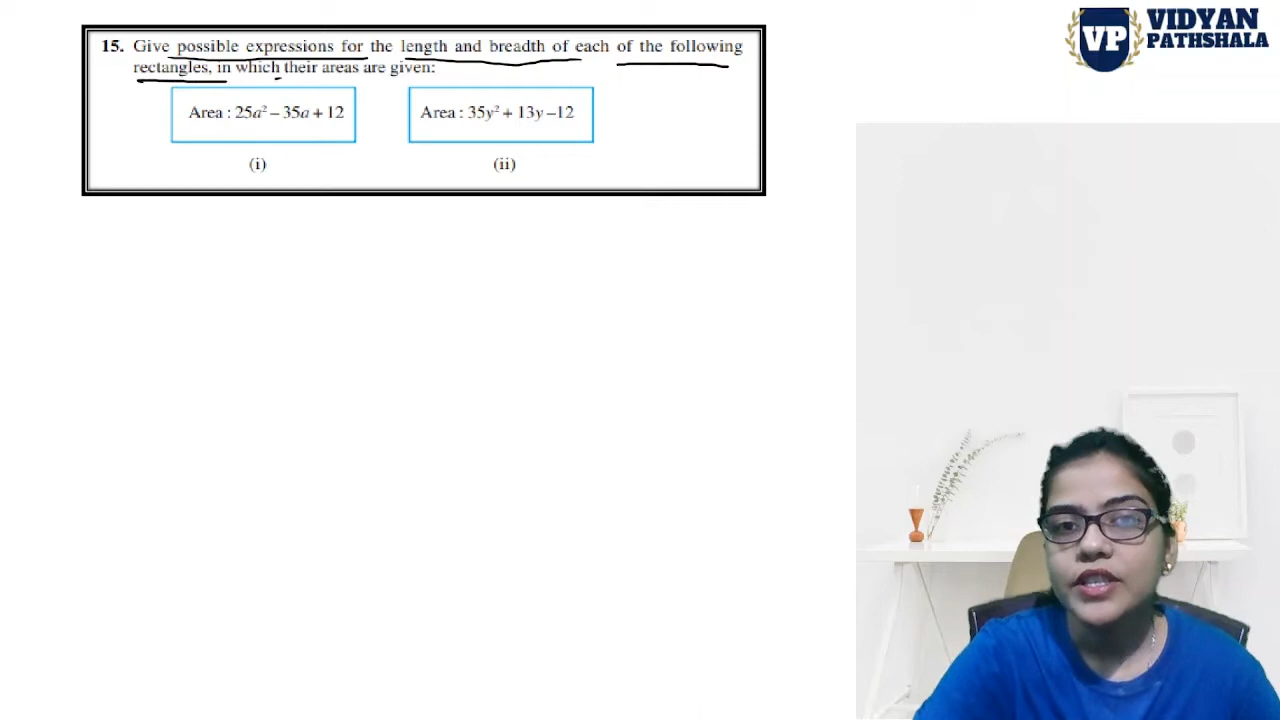 VIDYAN
PATHSHALA
VP
15. Give possible expressions for the length and breadth of each of the following
rectangles, in which their areas are given:
Area : 25a² – 35a + 12
Area : 35y² + 13y –12
(i)
(ii)